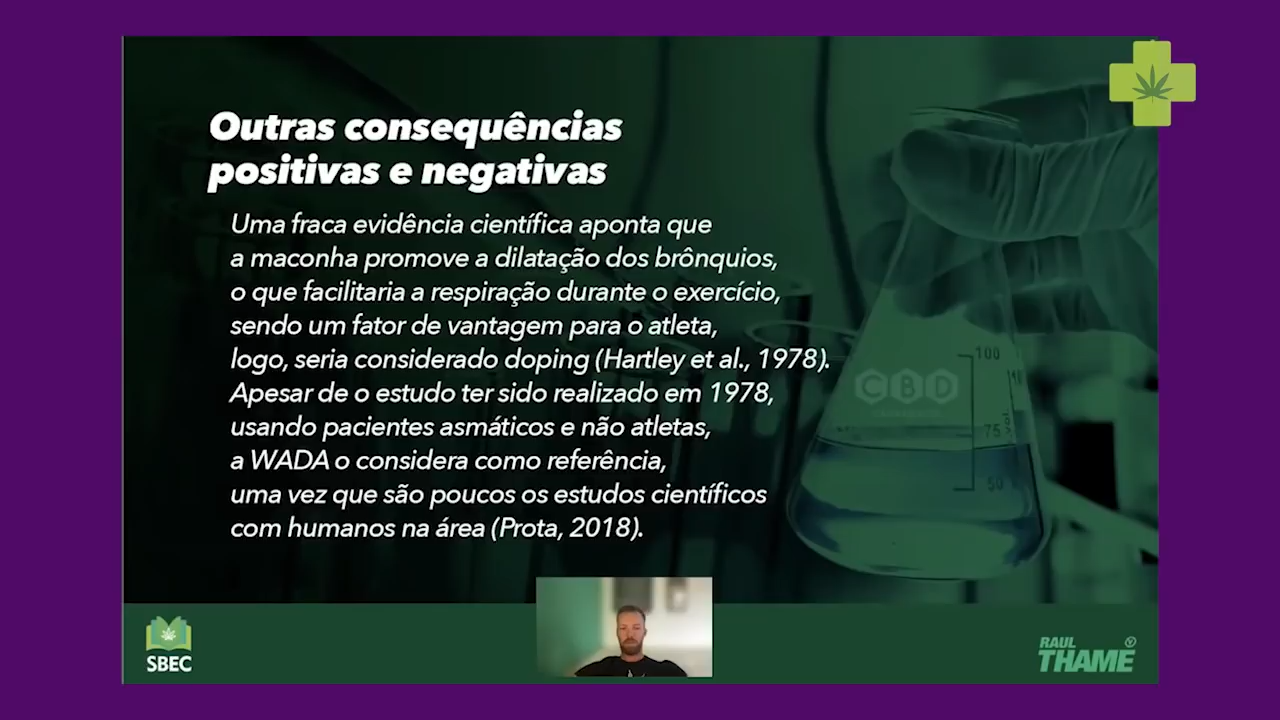 Outras consequências
positivas e negativas
Uma fraca evidência científica aponta que
a maconha promove a dilatação dos brônquios,
o que facilitaria a respiração durante o exercício,
sendo um fator de vantagem para o atleta,
logo, seria considerado doping (Hartley et al., 1978).
Apesar de o estudo ter sido realizado em 1978,
usando pacientes asmáticos e não atletas,
a WADA o considera como referência,
uma vez que são poucos os estudos científicos
com humanos na área (Prota, 2018).
100
CBD
75
50
SBEC
RAUL
THAME